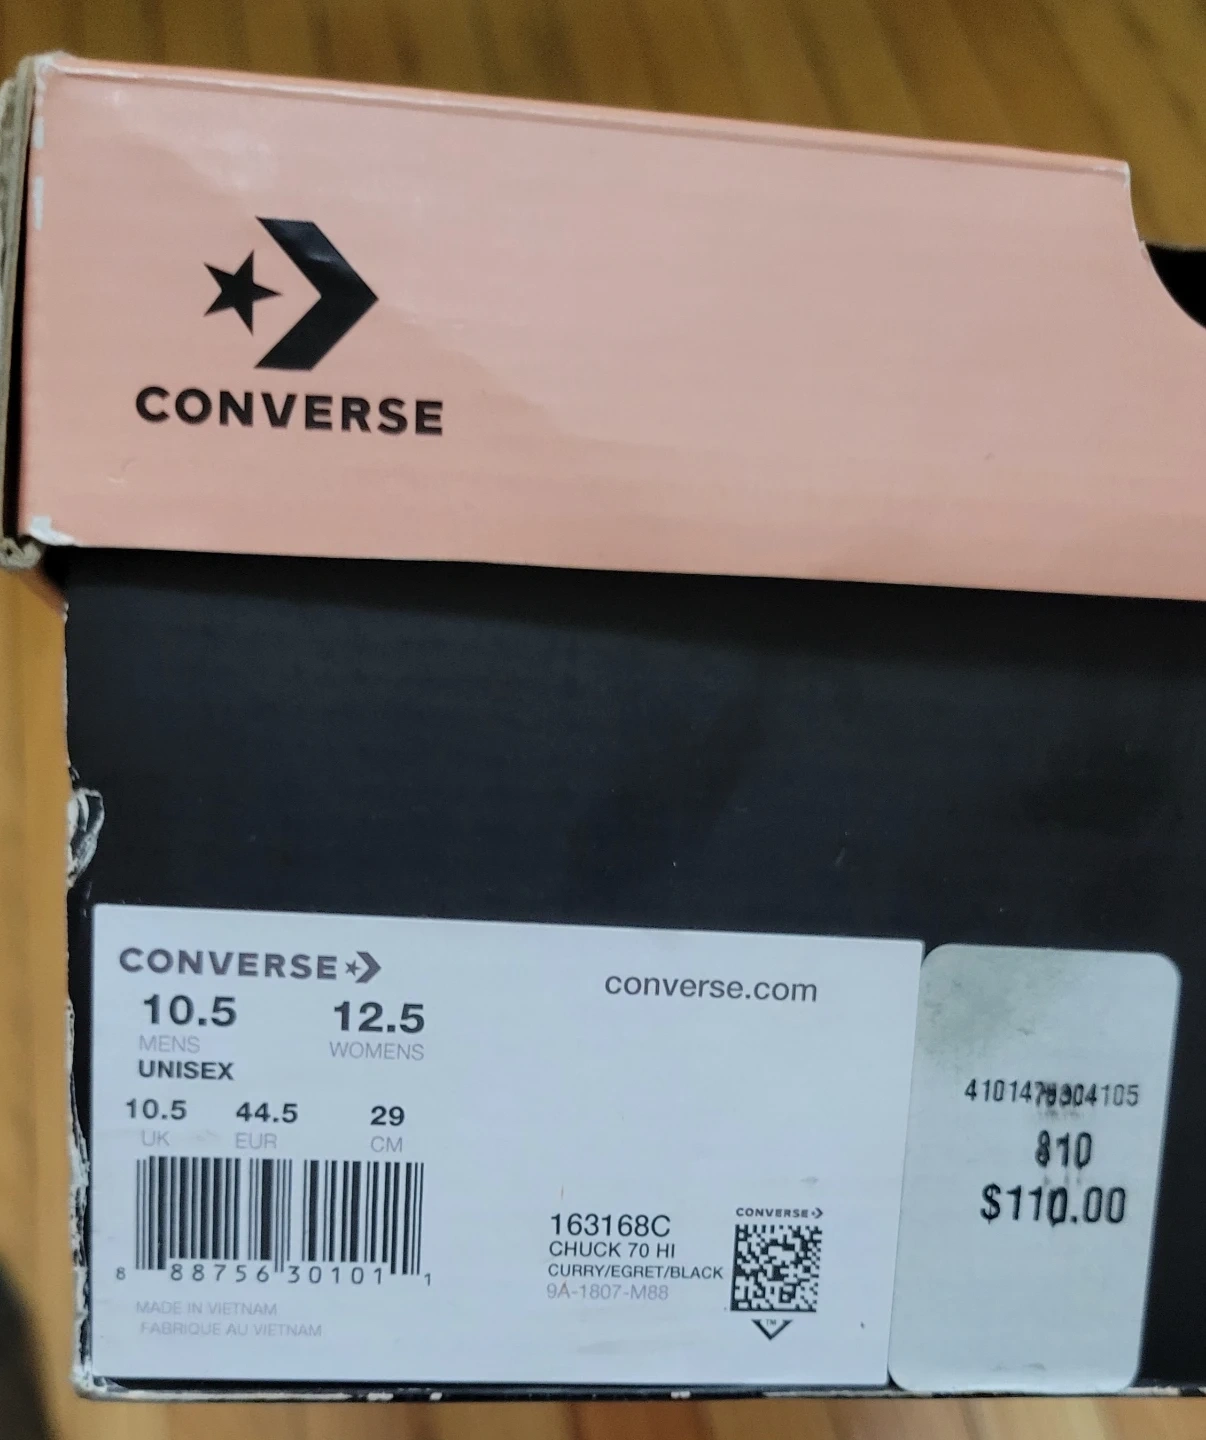 CONVERSE
CONVERSE
converse.com
10.5 12.5
MENS WOMENS
UNISEX
10.5 44.5 29
UK EUR CM
8 88756 30101 1
MADE IN VIETNAM
FABRIQUE AU VIETNAM
163168C
CHUCK 70 HI
CURRY/EGRET/BLACK
9A-1807-M88
CONVERSE
TM
810
$110.00